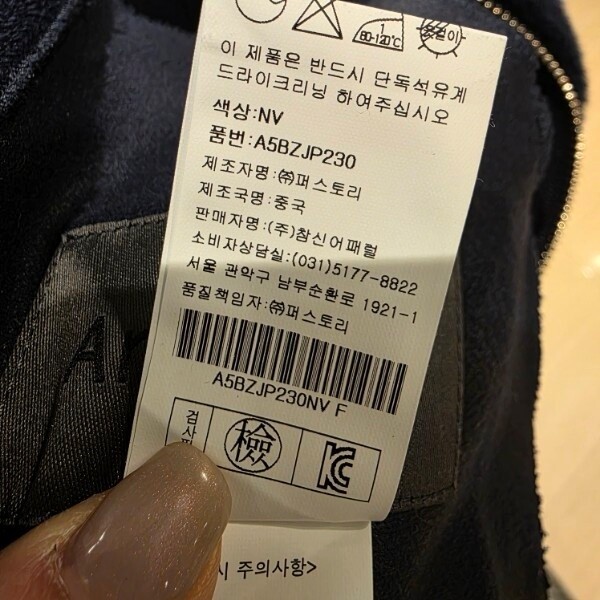 80-120℃
옷걸이
이 제품은 반드시 단독석유계
드라이크리닝 하여주십시오
색상:NV
품번:A5BZJP230
제조자명:㈜퍼스토리
제조국명:중국
판매자명:(주)참신어패럴
소비자상담실:(031)5177-8822
서울 관악구 남부순환로 1921-1
품질책임자:㈜퍼스토리
A5BZJP230NV F
檢
주의사항>